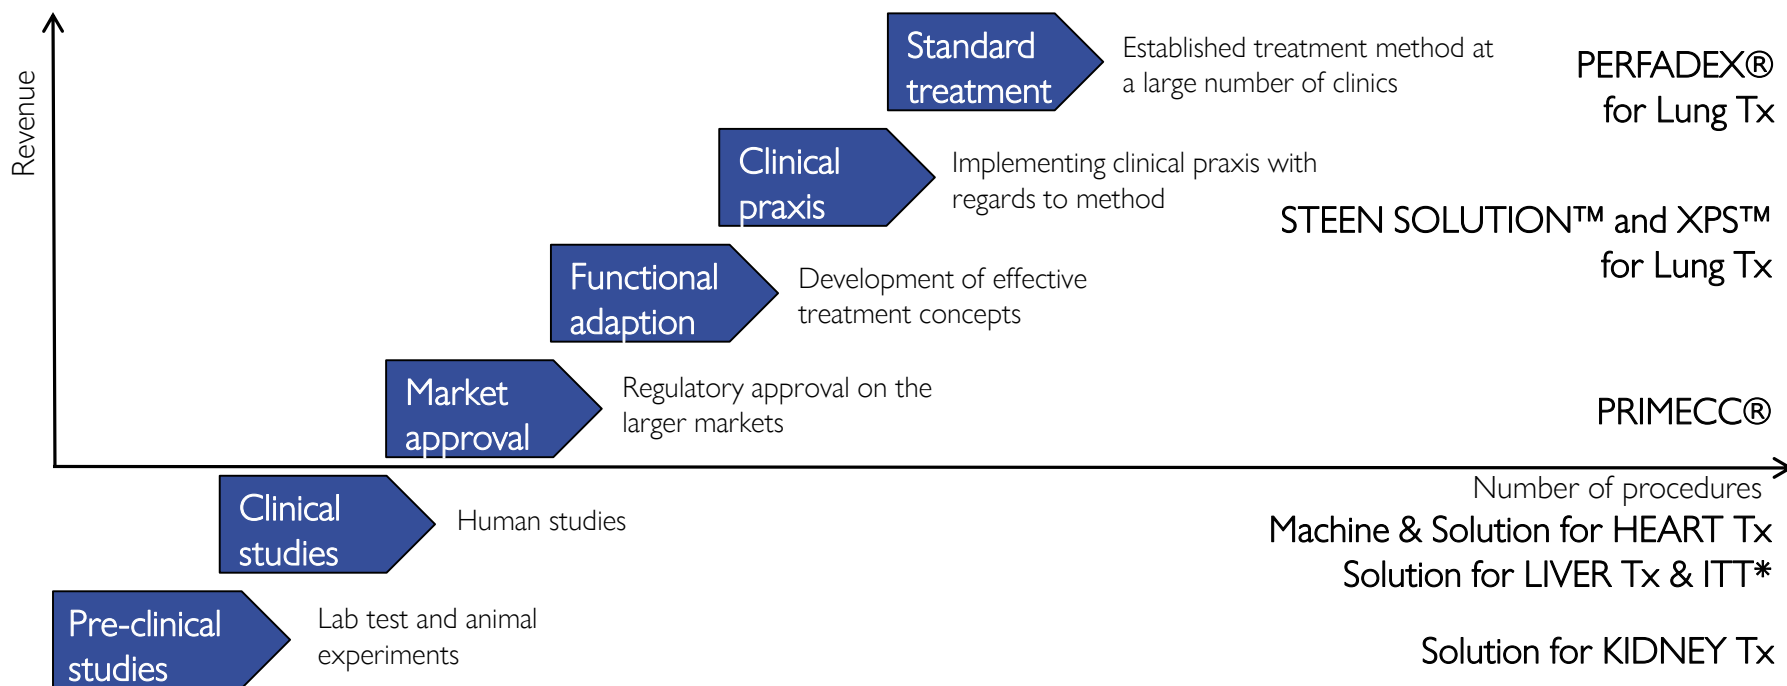 Revenue
Standard
treatment
Established treatment method at
a large number of clinics
PERFADEX®
for Lung Tx
Clinical
praxis
Implementing clinical praxis with
regards to method
STEEN SOLUTION™ and XPS™
for Lung Tx
Functional
adaption
Development of effective
treatment concepts
Market
approval
Regulatory approval on the
larger markets
PRIMECC®
Number of procedures
Clinical
studies
Human studies
Machine & Solution for HEART Tx
Solution for LIVER Tx & ITT*
Pre-clinical
studies
Lab test and animal
experiments
Solution for KIDNEY Tx